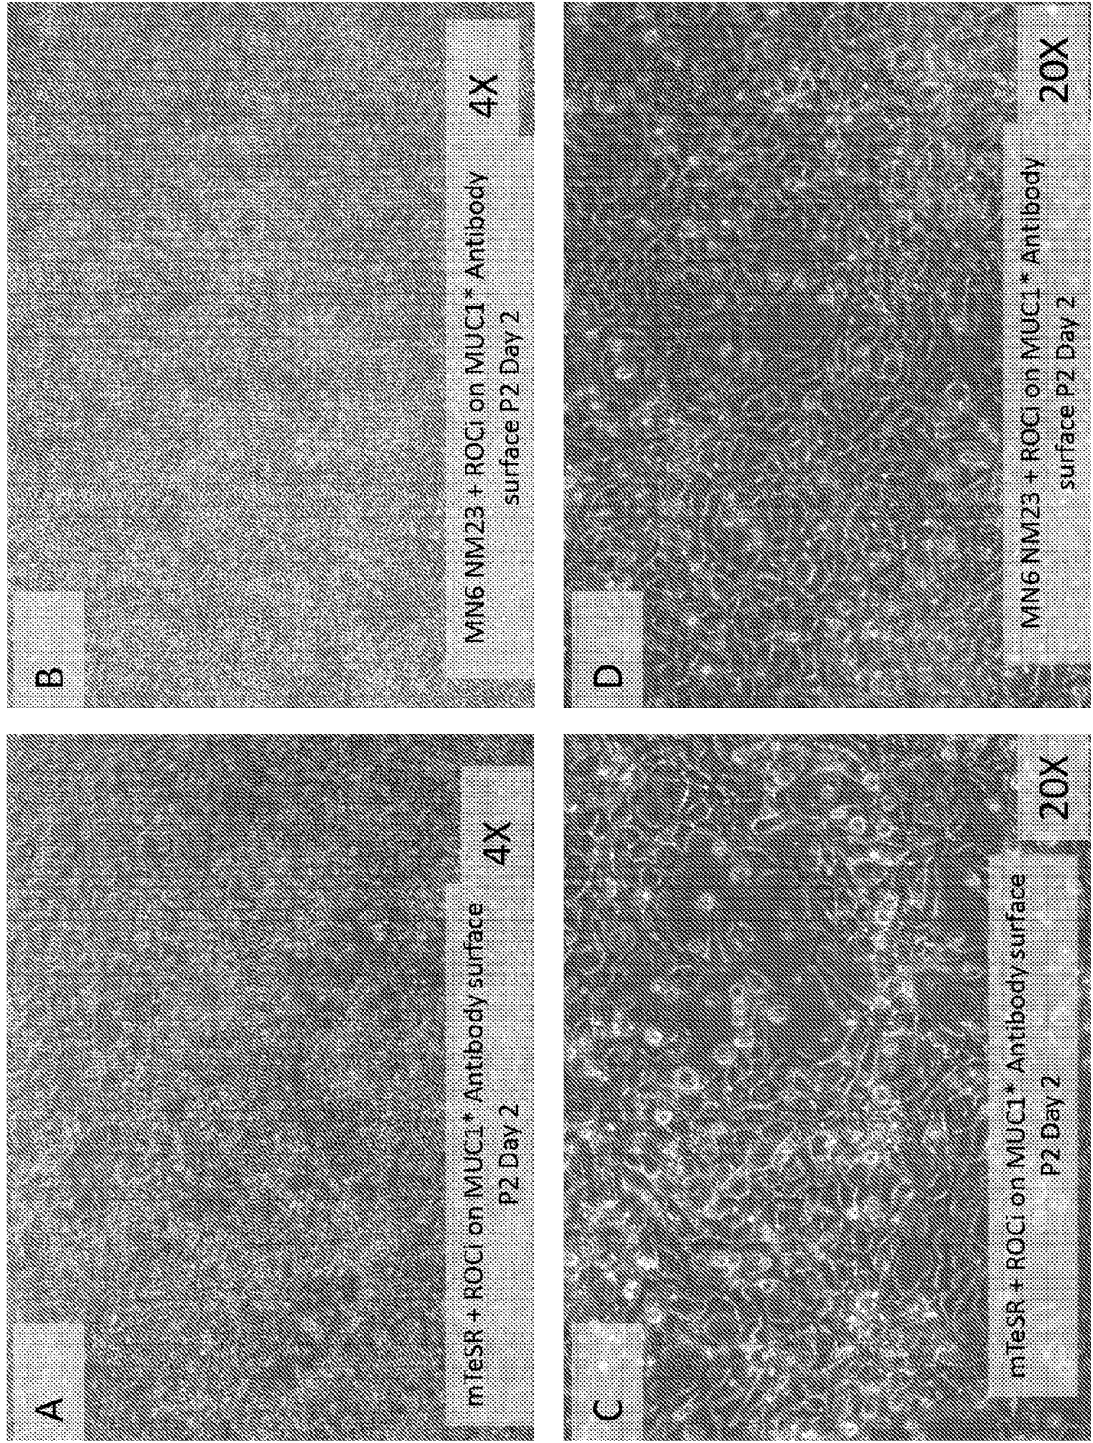 A
mTeSR + ROCi on MUC1* Antibody surface
P2 Day 2
4X
B
MN6 NM23 + ROCi on MUC1* Antibody
surface P2 Day 2
4X
C
mTeSR + ROCi on MUC1* Antibody surface
P2 Day 2
20X
D
MN6 NM23 + ROCi on MUC1* Antibody
surface P2 Day 2
20X